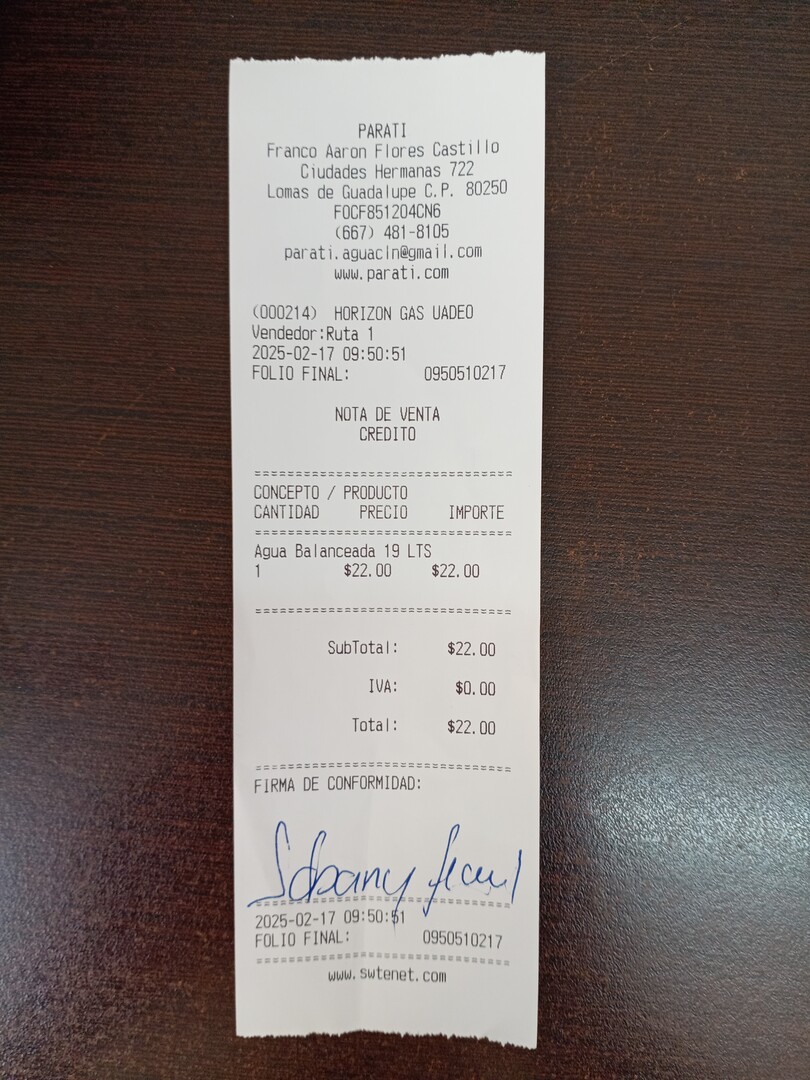 PARATI
Franco Aaron Flores Castillo
Ciudades Hermanas 722
Lomas de Guadalupe C.P. 80250
FOCF851204CN6
(667) 481-8105
parati.aguacln@gmail.com
www.parati.com
(000214) HORIZON GAS UADEO
Vendedor:Ruta 1
2025-02-17 09:50:51
FOLIO FINAL: 0950510217
NOTA DE VENTA
CREDITO
===============================
CONCEPTO / PRODUCTO
CANTIDAD PRECIO IMPORTE
===============================
Agua Balanceada 19 LTS
1 $22.00 $22.00
===============================
SubTotal: $22.00
IVA: $0.00
Total: $22.00
===============================
FIRMA DE CONFORMIDAD:
===============================
2025-02-17 09:50:51
FOLIO FINAL: 0950510217
===============================
www.swtenet.com